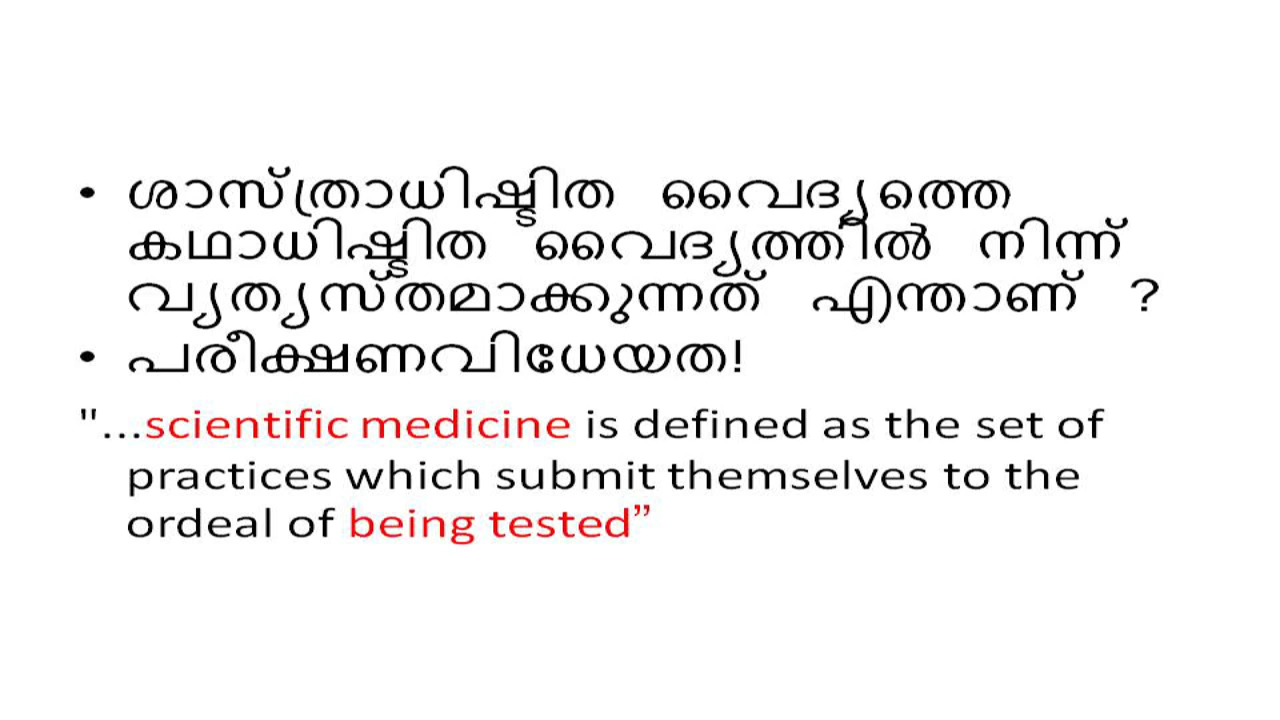 • ശാസ്ത്രാധിഷ്ടിത വൈദ്യത്തെ
കഥാധിഷ്ടിത വൈദ്യത്തിൽ നിന്ന്
വ്യത്യസ്തമാക്കുന്നത് എന്താണ് ?
• പരീക്ഷണവിധേയത!
"...scientific medicine is defined as the set of
practices which submit themselves to the
ordeal of being tested”